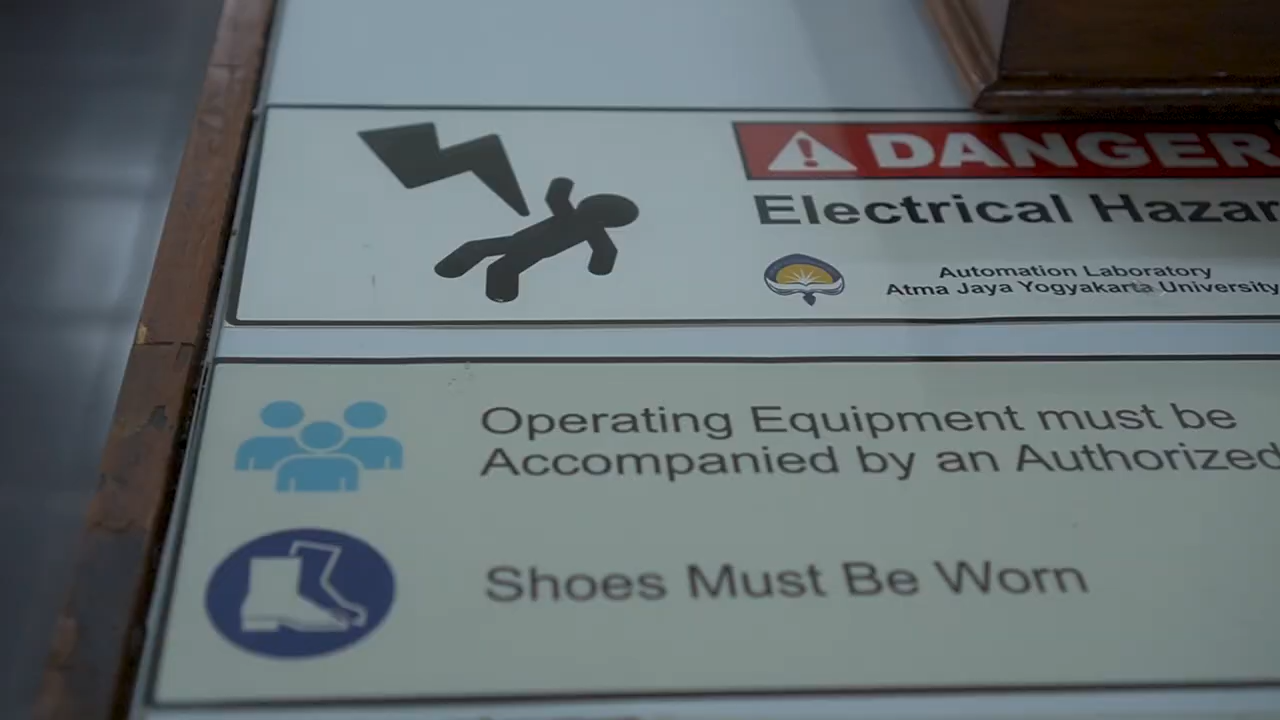 DANGER
Electrical Hazar
Automation Laboratory
Atma Jaya Yogyakarta University
Operating Equipment must be
Accompanied by an Authorized
Shoes Must Be Worn